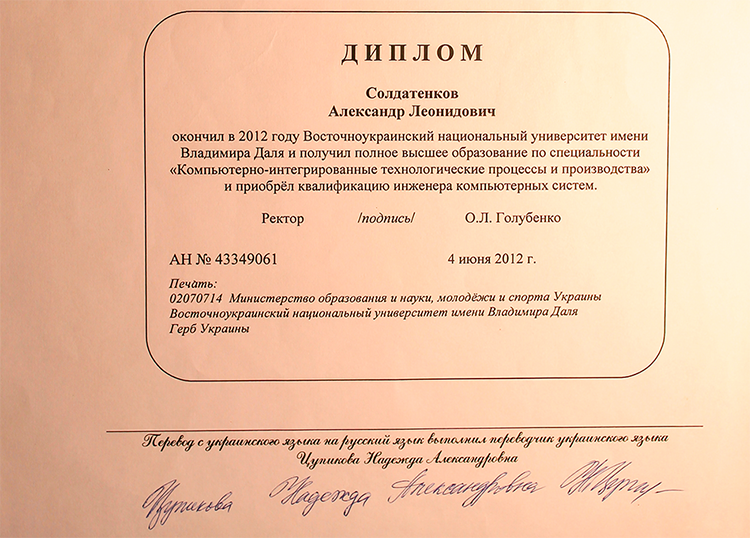 ДИПЛОМ
Солдатенков
Александр Леонидович
окончил в 2012 году Восточноукраинский национальный университет имени
Владимира Даля и получил полное высшее образование по специальности
«Компьютерно-интегрированные технологические процессы и производства»
и приобрёл квалификацию инженера компьютерных систем.
Ректор /подпись/ О.Л. Голубенко
АН № 43349061 4 июня 2012 г.
Печать:
02070714 Министерство образования и науки, молодёжи и спорта Украины
Восточноукраинский национальный университет имени Владимира Даля
Герб Украины
Перевод с украинского языка на русский язык выполнил переводчик украинского языка
Цупикова Надежда Александровна
Цупикова Надежда Александровна